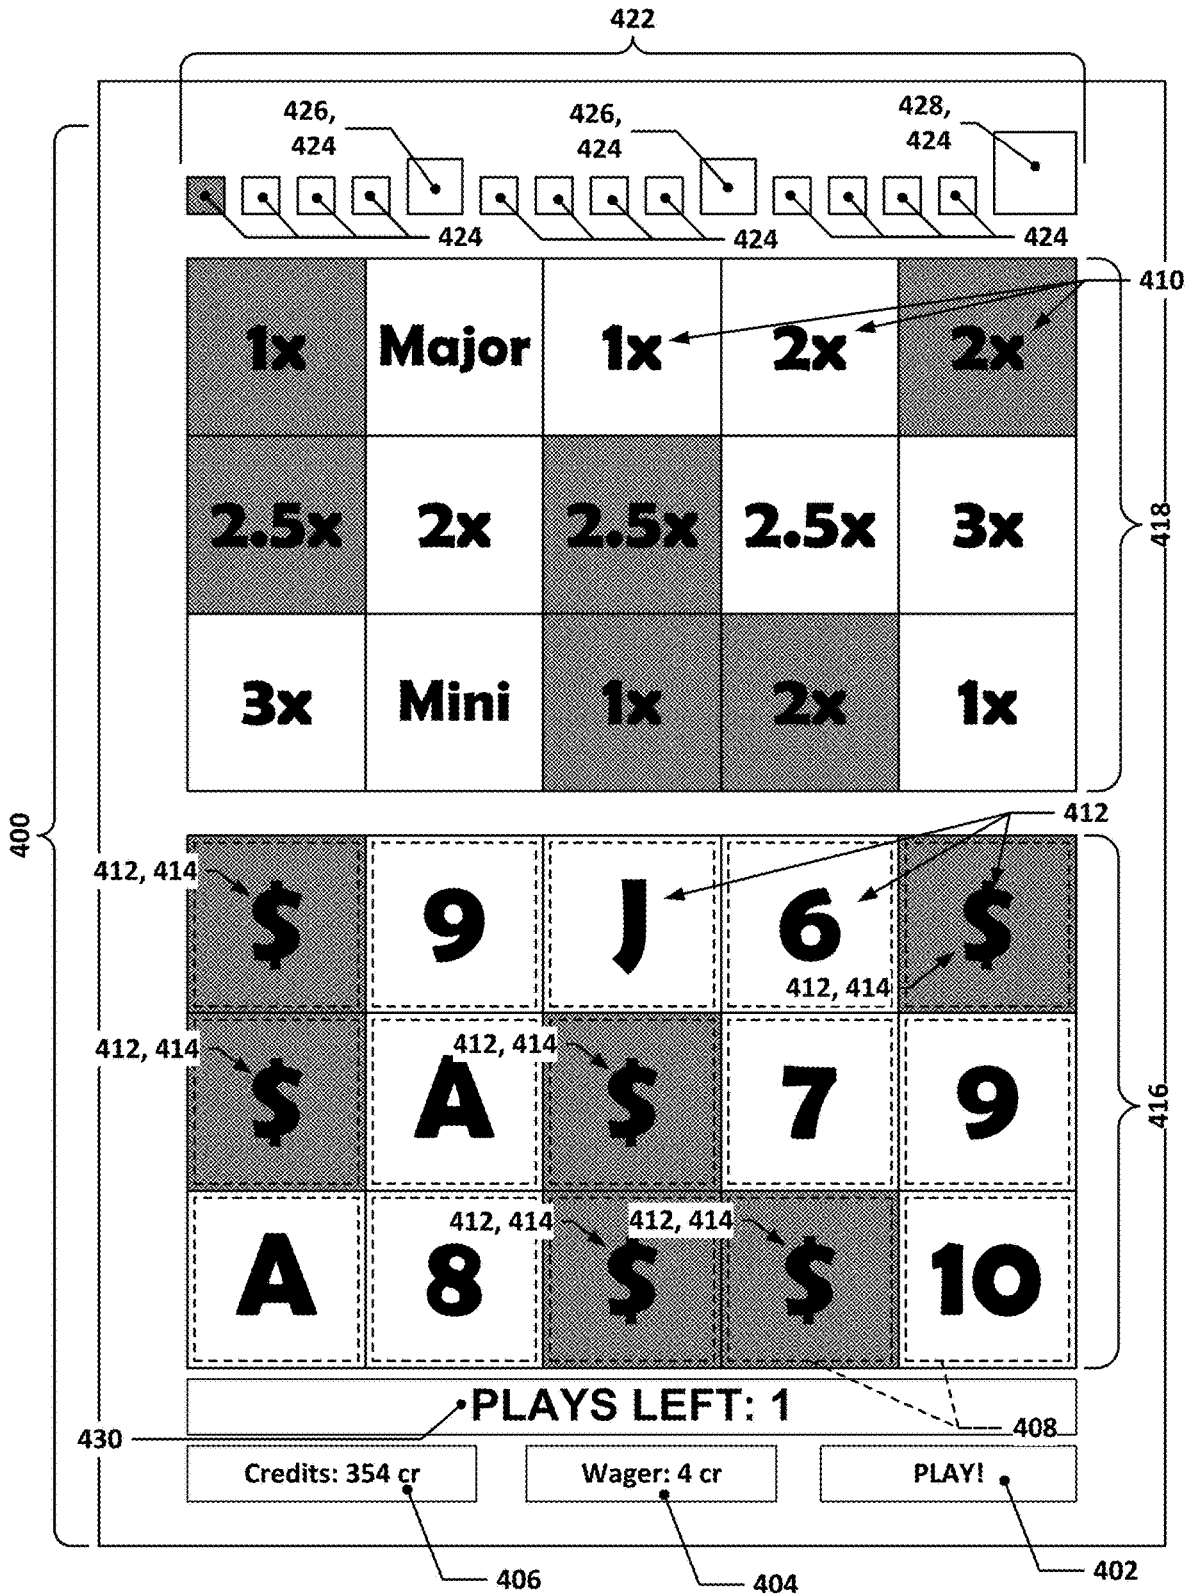 422
426, 426, 428,
424 424 424
424 424 424
410
1x Major 1x 2x 2x
2.5x 2x 2.5x 2.5x 3x
418
3x Mini 1x 2x 1x
400
412
412, 414
$ 9 J 6 $
412, 414
412, 414 412, 414
$ A $ 7 9
416
412, 414 412, 414
A 8 $ $ 10
PLAYS LEFT: 1
408
430
Credits: 354 cr Wager: 4 cr PLAY!
406 404 402